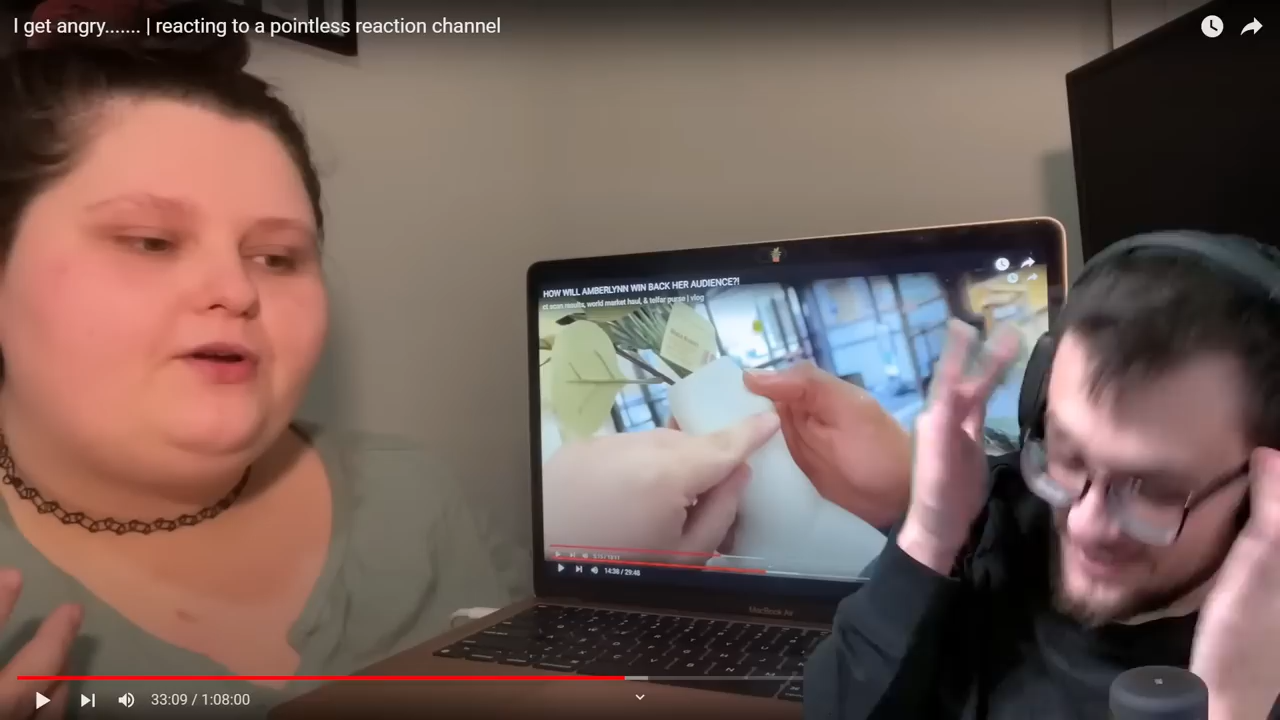 I get angry....... | reacting to a pointless reaction channel
HOW WILL AMBERLYNN WIN BACK HER AUDIENCE?!
ct scan results, world market haul, & telfar purse | vlog
14:38 / 29:48
MacBook Air
33:09 / 1:08:00